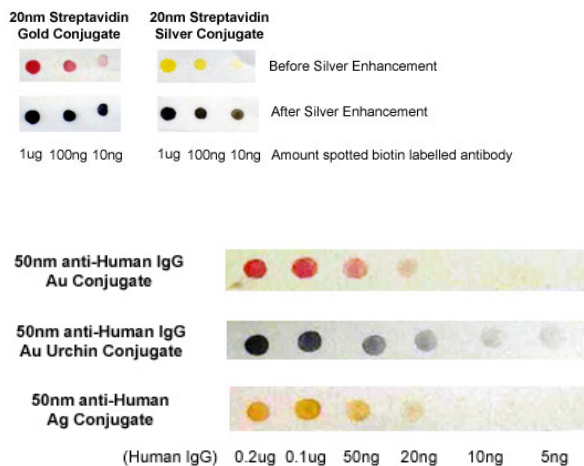 20nm Streptavidin
Gold Conjugate
20nm Streptavidin
Silver Conjugate
Before Silver Enhancement
After Silver Enhancement
1ug 100ng 10ng 1ug 100ng 10ng Amount spotted biotin labelled antibody
50nm anti-Human IgG
Au Conjugate
50nm anti-Human IgG
Au Urchin Conjugate
50nm anti-Human
Ag Conjugate
(Human IgG) 0.2ug 0.1ug 50ng 20ng 10ng 5ng